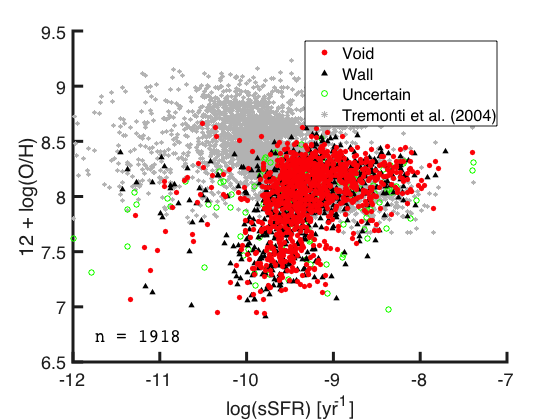 9.5
Void
Wall
Uncertain
Tremonti et al. (2004)
9
8.5
8
7.5
7
6.5
12 + log(O/H)
n = 1918
-12
-11
-10
-9
-8
-7
log(sSFR) [yr⁻¹]